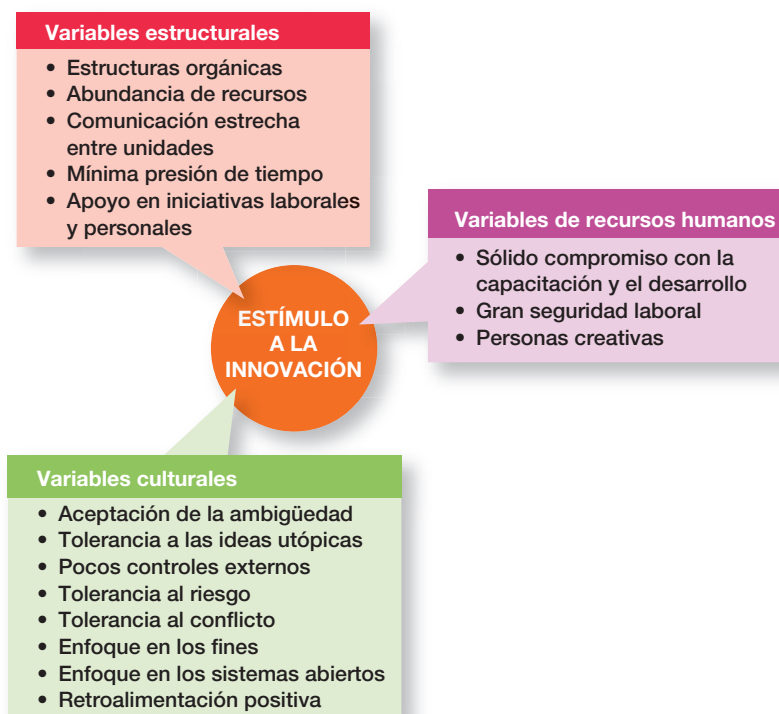 Variables estructurales
• Estructuras orgánicas
• Abundancia de recursos
• Comunicación estrecha
entre unidades
• Mínima presión de tiempo
• Apoyo en iniciativas laborales
y personales
Variables de recursos humanos
• Sólido compromiso con la
capacitación y el desarrollo
• Gran seguridad laboral
• Personas creativas
ESTÍMULO
A LA
INNOVACIÓN
Variables culturales
• Aceptación de la ambigüedad
• Tolerancia a las ideas utópicas
• Pocos controles externos
• Tolerancia al riesgo
• Tolerancia al conflicto
• Enfoque en los fines
• Enfoque en los sistemas abiertos
• Retroalimentación positiva